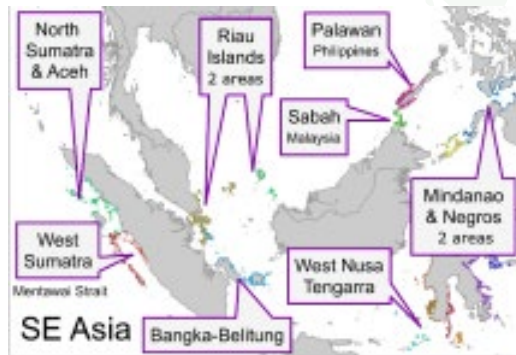 North
Sumatra
& Aceh
Riau
Islands
2 areas
Palawan
Philippines
Sabah
Malaysia
Mindanao
& Negros
2 areas
West
Sumatra
Mentawai Strait
West Nusa
Tengarra
Bangka-Belitung
SE Asia